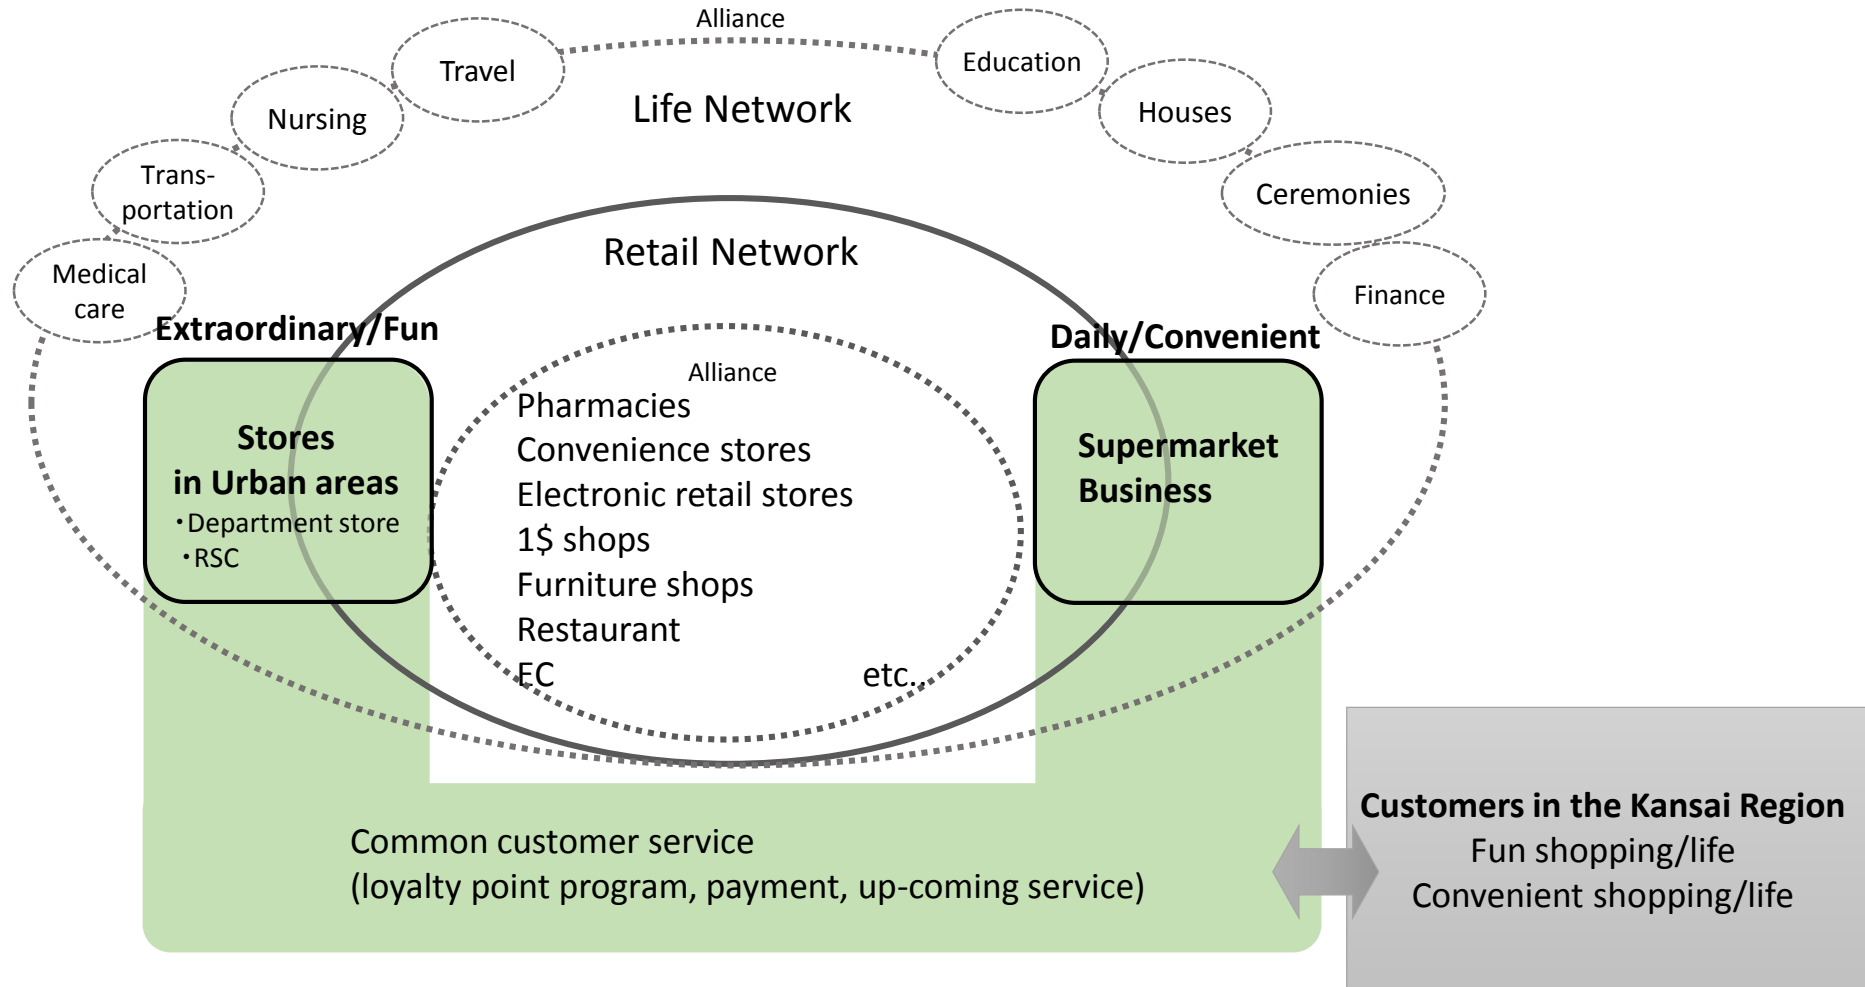 Alliance
Travel
Education
Nursing
Life Network
Houses
Trans-
portation
Ceremonies
Medical
care
Retail Network
Finance
Extraordinary/Fun
Daily/Convenient
Alliance
Stores
in Urban areas
・Department store
・RSC
Pharmacies
Convenience stores
Electronic retail stores
1$ shops
Furniture shops
Restaurant
EC etc..
Supermarket
Business
Common customer service
(loyalty point program, payment, up-coming service)
Customers in the Kansai Region
Fun shopping/life
Convenient shopping/life